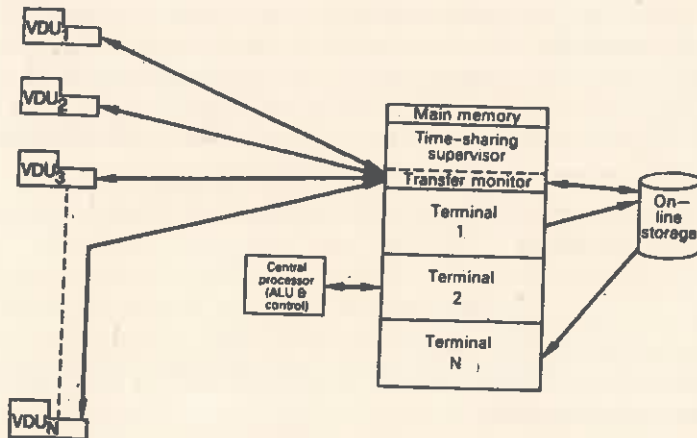 VDU
VDU2
VDU3
VDUN
Main memory
Time-sharing
supervisor
Transfer monitor
Terminal
1
Terminal
2
Terminal
N
Central
processor
(ALU &
control)
On-
line
storage